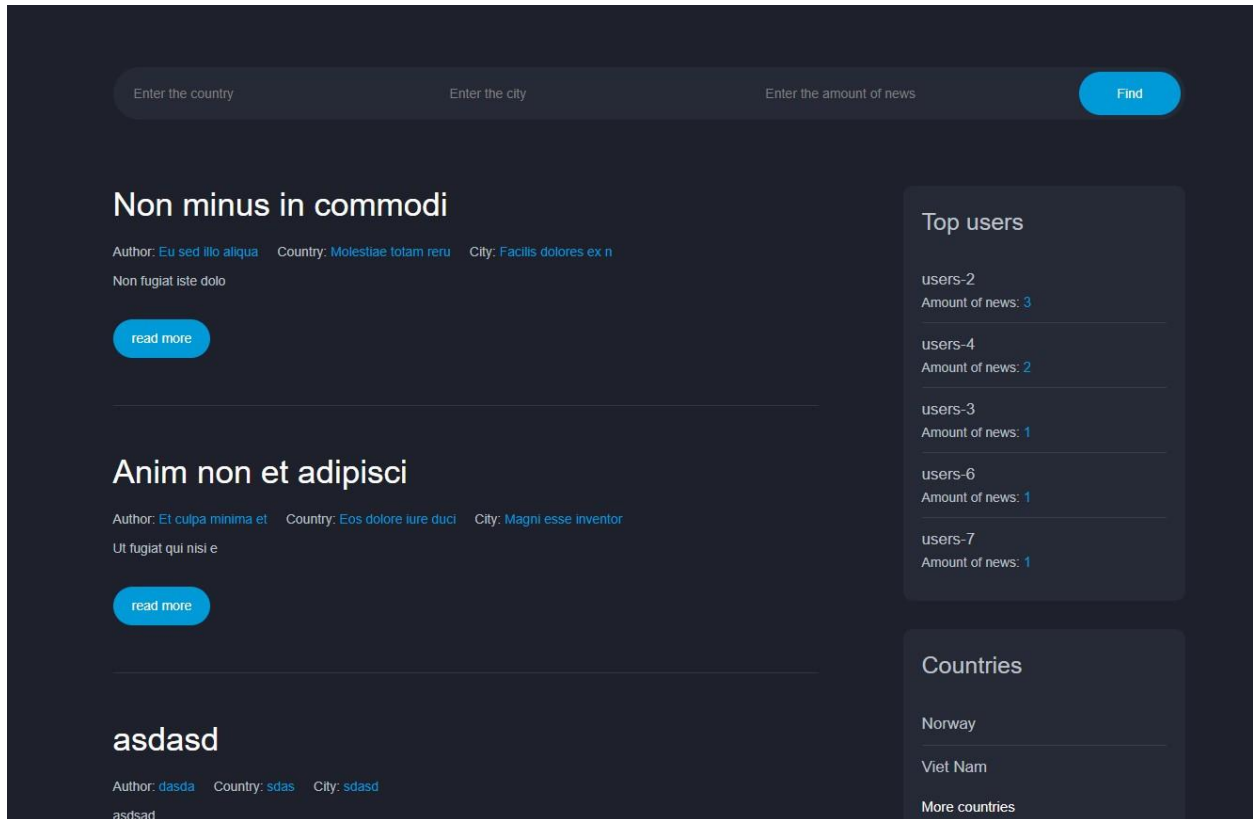 Enter the country Enter the city Enter the amount of news Find
Non minus in commodi
Author: Eu sed illo aliqua Country: Molestiae totam reru City: Facilis dolores ex n
Non fugiat iste dolo
read more
Anim non et adipisci
Author: Et culpa minima et Country: Eos dolore iure duci City: Magni esse inventor
Ut fugiat qui nisi e
read more
asdasd
Author: dasda Country: sdas City: sdasd
asdsad
Top users
users-2
Amount of news: 3
users-4
Amount of news: 2
users-3
Amount of news: 1
users-6
Amount of news: 1
users-7
Amount of news: 1
Countries
Norway
Viet Nam
More countries